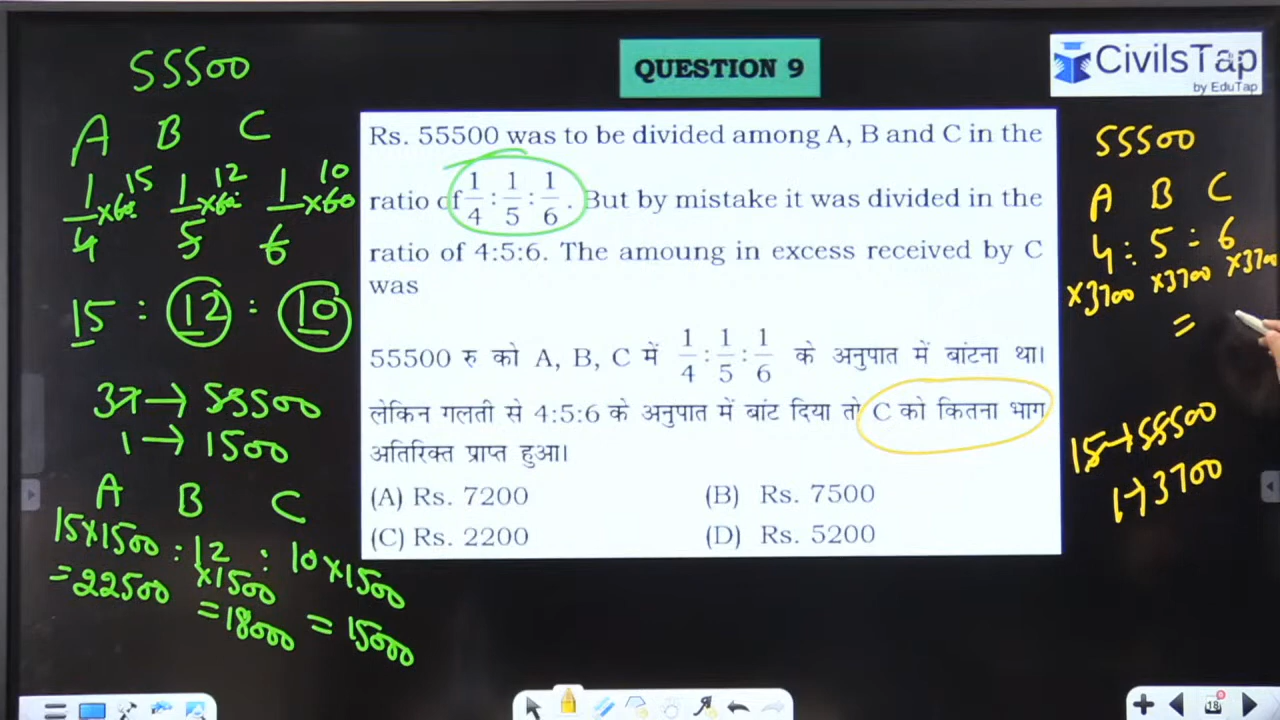 QUESTION 9
CivilsTap
by EduTap
55500
A B C
1/4 ×60 15 1/5 ×60 12 1/6 ×60 10
15 : 12 : 10
37 → 55500
1 → 1500
A B C
15×1500 : 12 ×1500 : 10×1500
=22500 =18000 =15000
Rs. 55500 was to be divided among A, B and C in the
ratio of 1/4 : 1/5 : 1/6 . But by mistake it was divided in the
ratio of 4:5:6. The amoung in excess received by C
was
55500 रु को A, B, C में 1/4 : 1/5 : 1/6 के अनुपात में बांटना था।
लेकिन गलती से 4:5:6 के अनुपात में बांट दिया तो C को कितना भाग
अतिरिक्त प्राप्त हुआ।
(A) Rs. 7200 (B) Rs. 7500
(C) Rs. 2200 (D) Rs. 5200
55500
A B C
4 : 5 : 6
×3700 ×3700 ×3700
=
15→55500
1→3700
18